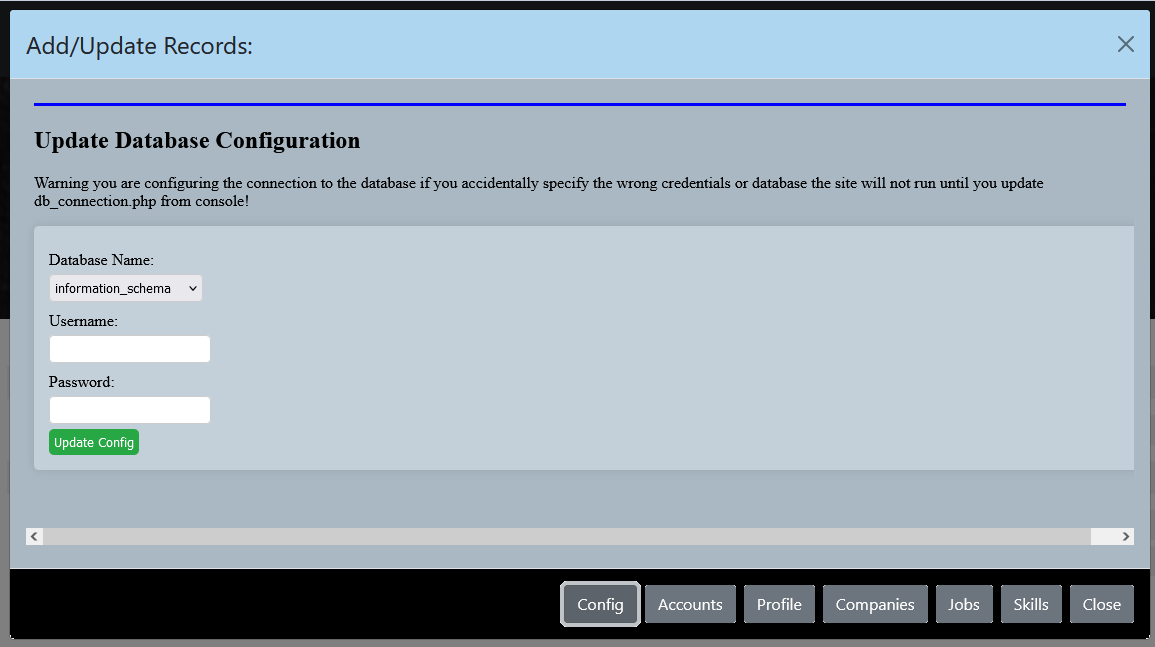 Add/Update Records:
Update Database Configuration
Warning you are configuring the connection to the database if you accidentally specify the wrong credentials or database the site will not run until you update
db_connection.php from console!
Database Name:
information_schema
Username:
Password:
Update Config
Config Accounts Profile Companies Jobs Skills Close